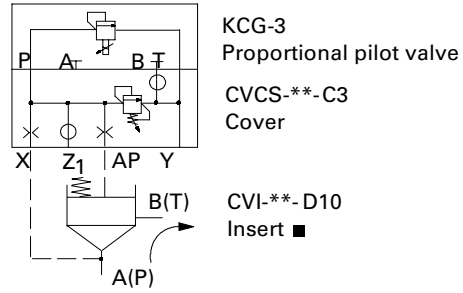 KCG-3
Proportional pilot valve
P A B T
CVCS-**-C3
Cover
X Z1 AP Y
B(T)
CVI-**-D10
Insert ■
A(P)